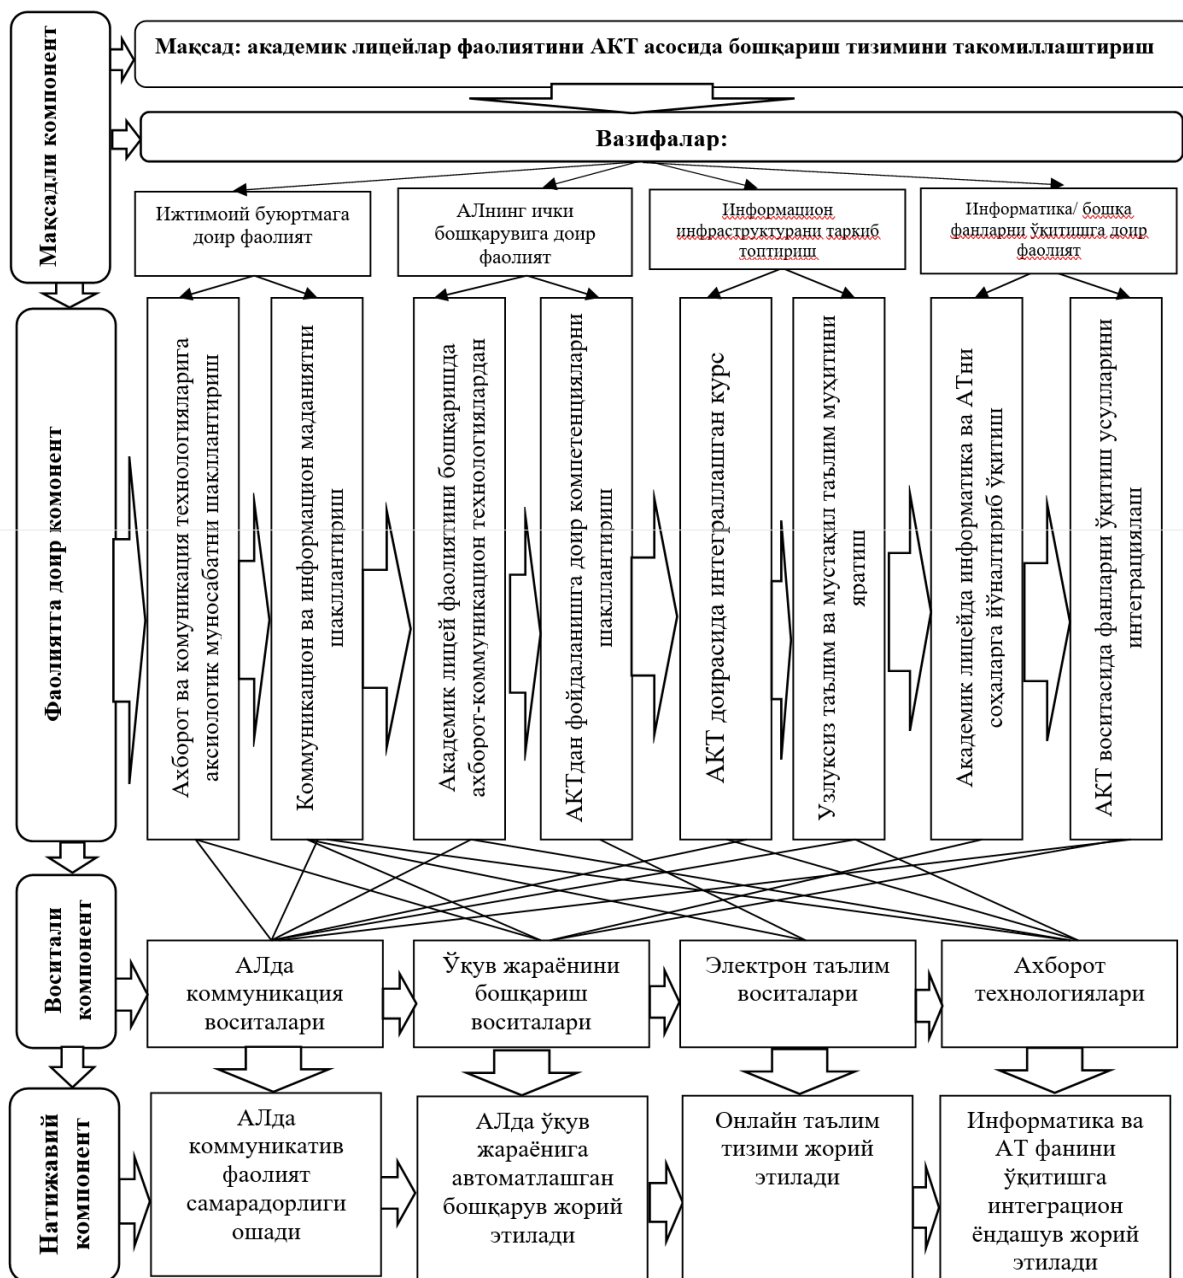 Мақсадли компонент
Мақсад: академик лицейлар фаолиятини АКТ асосида бошқариш тизимини такомиллаштириш
Вазифалар:
Ижтимоий буюртмага
доир фаолият
АЛнинг ички
бошқарувига доир
фаолият
Информацион
инфраструктурани таркиб
топтириш
Информатика/ бошқа
фанларни ўқитишга доир
фаолият
Фаолиятга доир комонент
Ахборот ва комуникация технологияларига
аксиологик муносабатни шакллантириш
Коммуникацион ва информацион маданиятни
шакллантириш
Академик лицей фаолиятини бошқаришда
ахборот-коммуникацион технологиялардан
АКТдан фойдаланишга доир компетенцияларни
шакллантириш
АКТ доирасида интеграллашган курс
Узлуксиз таълим ва мустақил таълим муҳитини
яратиш
Академик лицейда информатика ва АТни
соҳаларга йўналтириб ўқитиш
АКТ воситасида фанларни ўқитиш усулларини
интеграциялаш
Воситали
компонент
АЛда
коммуникация
воситалари
Ўқув жараёнини
бошқариш
воситалари
Электрон таълим
воситалари
Ахборот
технологиялари
Натижавий
компонент
АЛда
коммуникатив
фаолият
самарадорлиги
ошади
АЛда ўқув
жараёнига
автоматлашган
бошқарув жорий
этилади
Онлайн таълим
тизими жорий
этилади
Информатика ва
АТ фанини
ўқитишга
интеграцион
ёндашув жорий
этилади